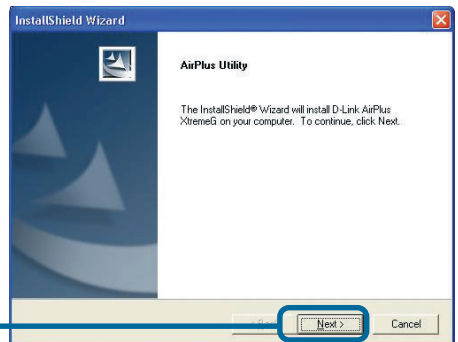 InstallShield Wizard
AirPlus Utility
The InstallShield® Wizard will install D-Link AirPlus
XtremeG on your computer. To continue, click Next.
Next >
Cancel